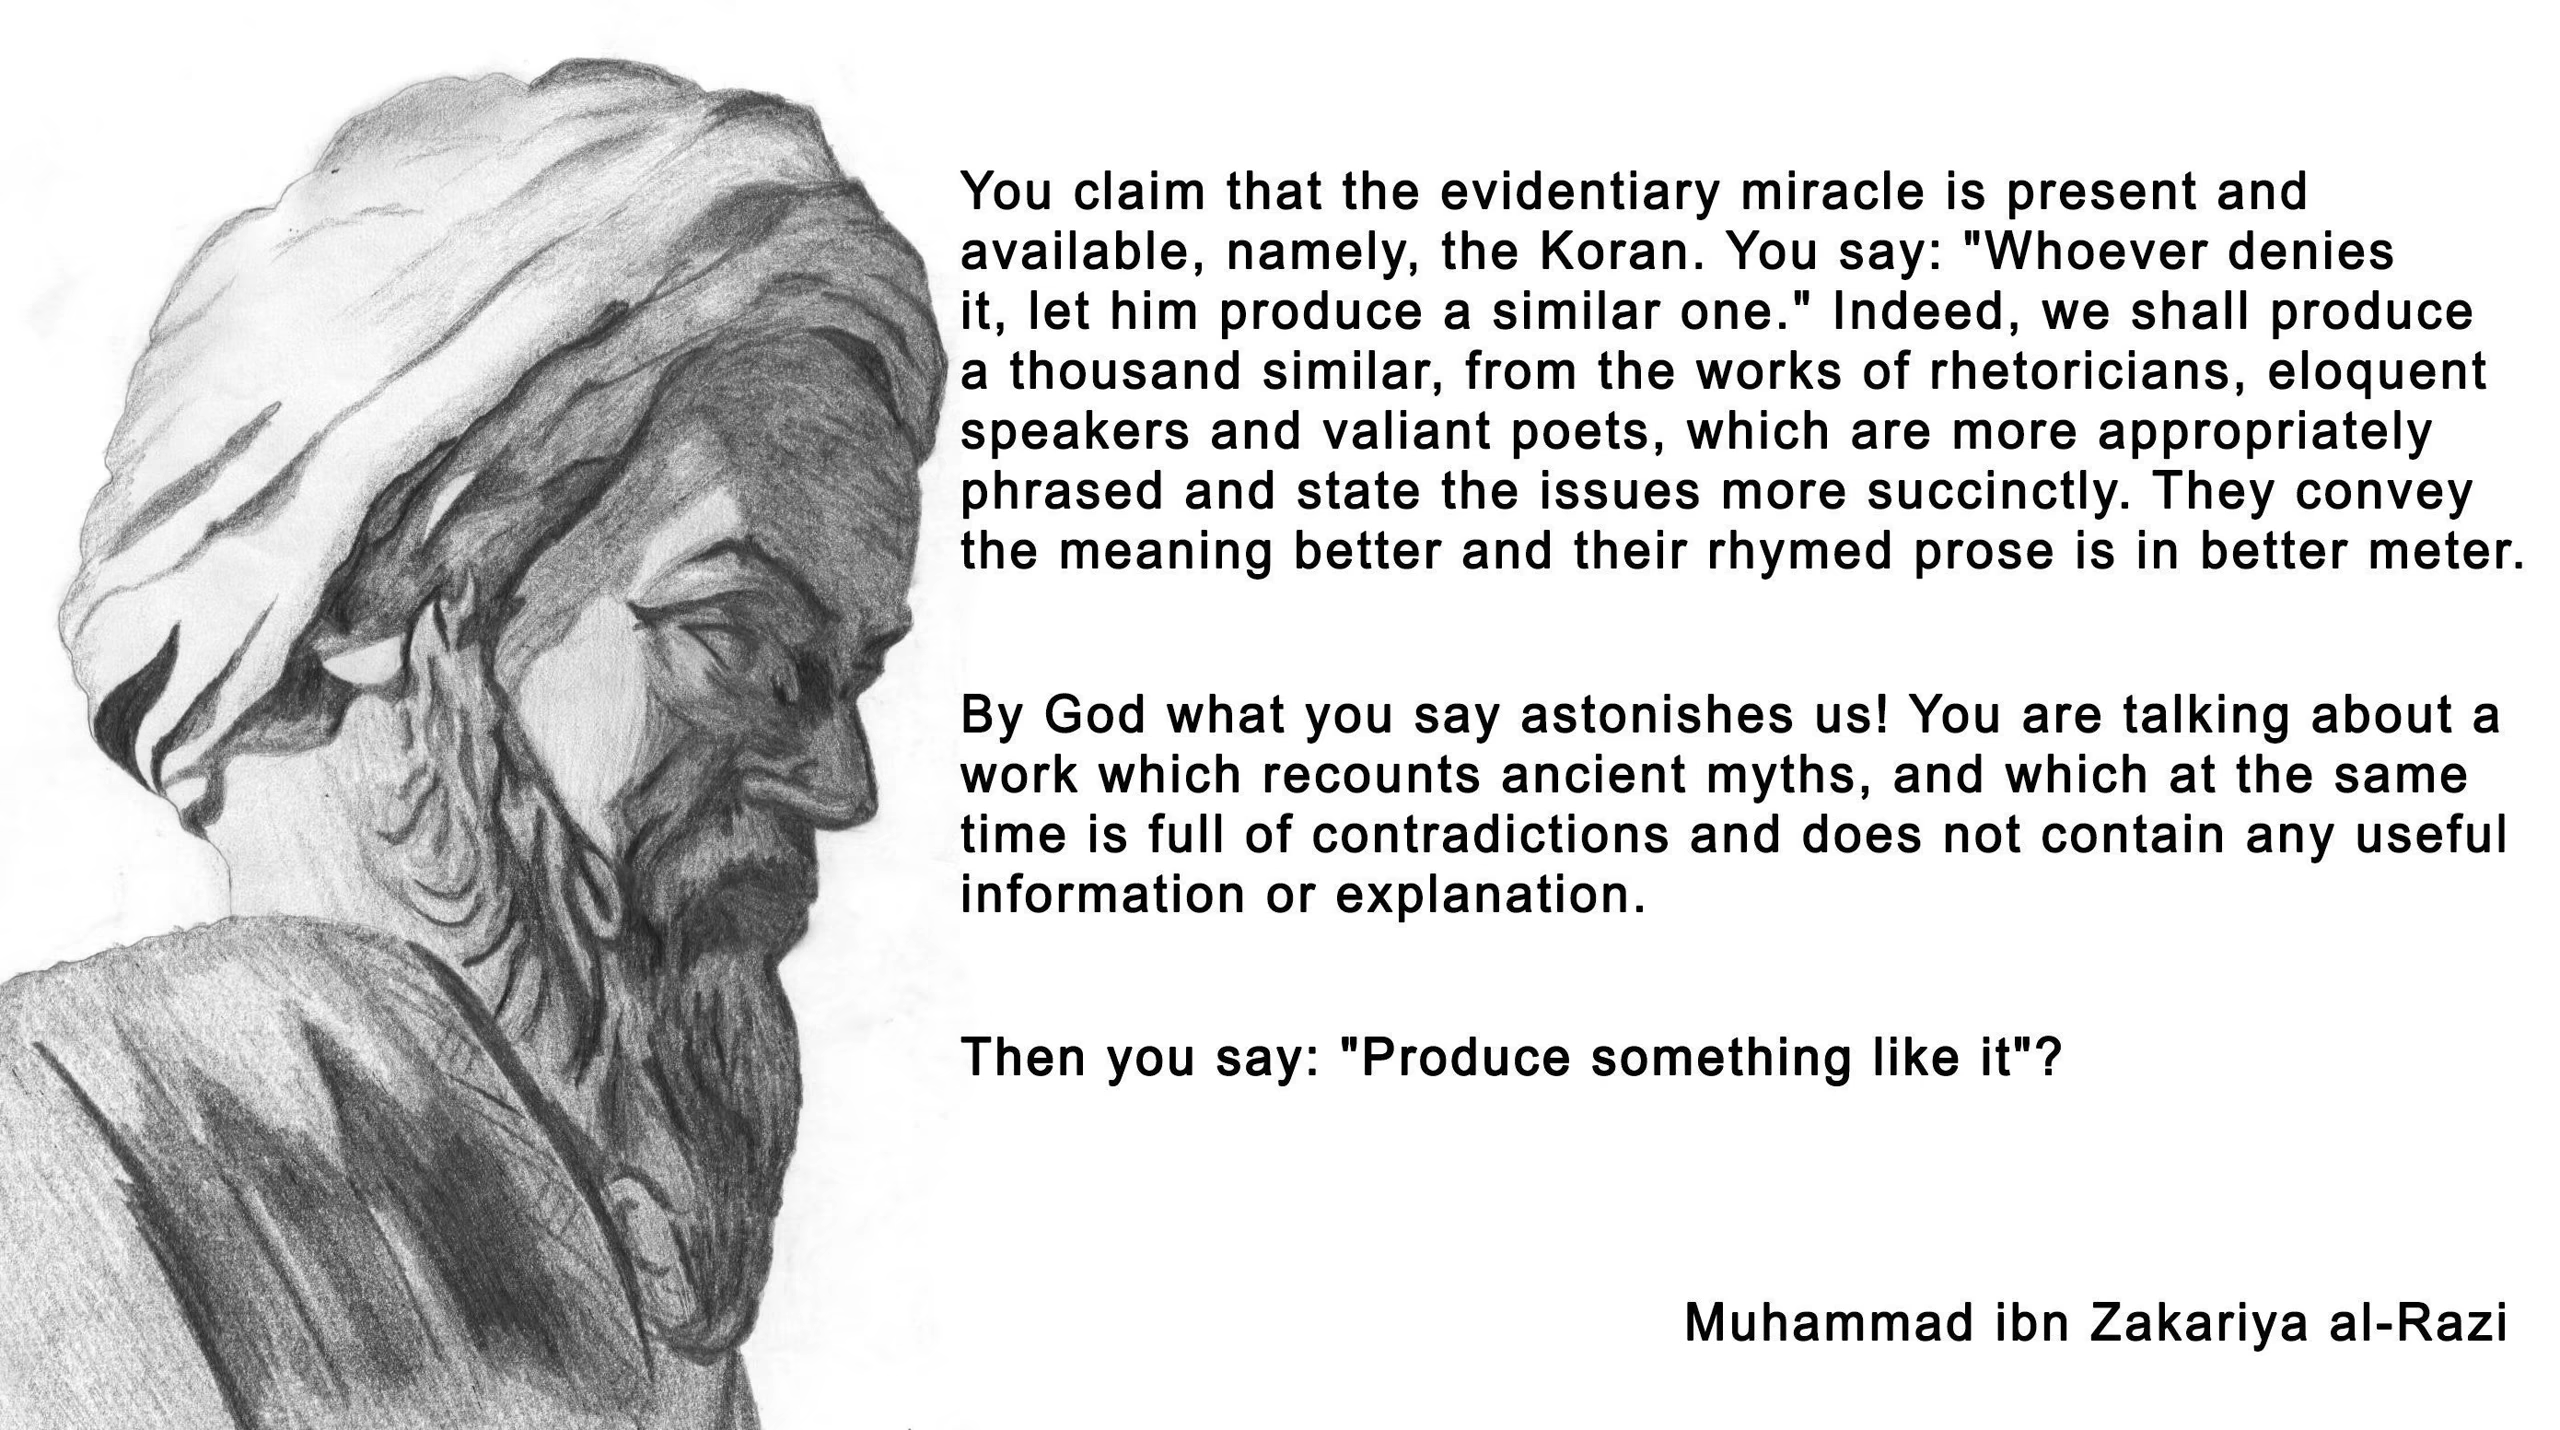 You claim that the evidentiary miracle is present and
available, namely, the Koran. You say: "Whoever denies
it, let him produce a similar one." Indeed, we shall produce
a thousand similar, from the works of rhetoricians, eloquent
speakers and valiant poets, which are more appropriately
phrased and state the issues more succinctly. They convey
the meaning better and their rhymed prose is in better meter.
By God what you say astonishes us! You are talking about a
work which recounts ancient myths, and which at the same
time is full of contradictions and does not contain any useful
information or explanation.
Then you say: "Produce something like it"?
Muhammad ibn Zakariya al-Razi